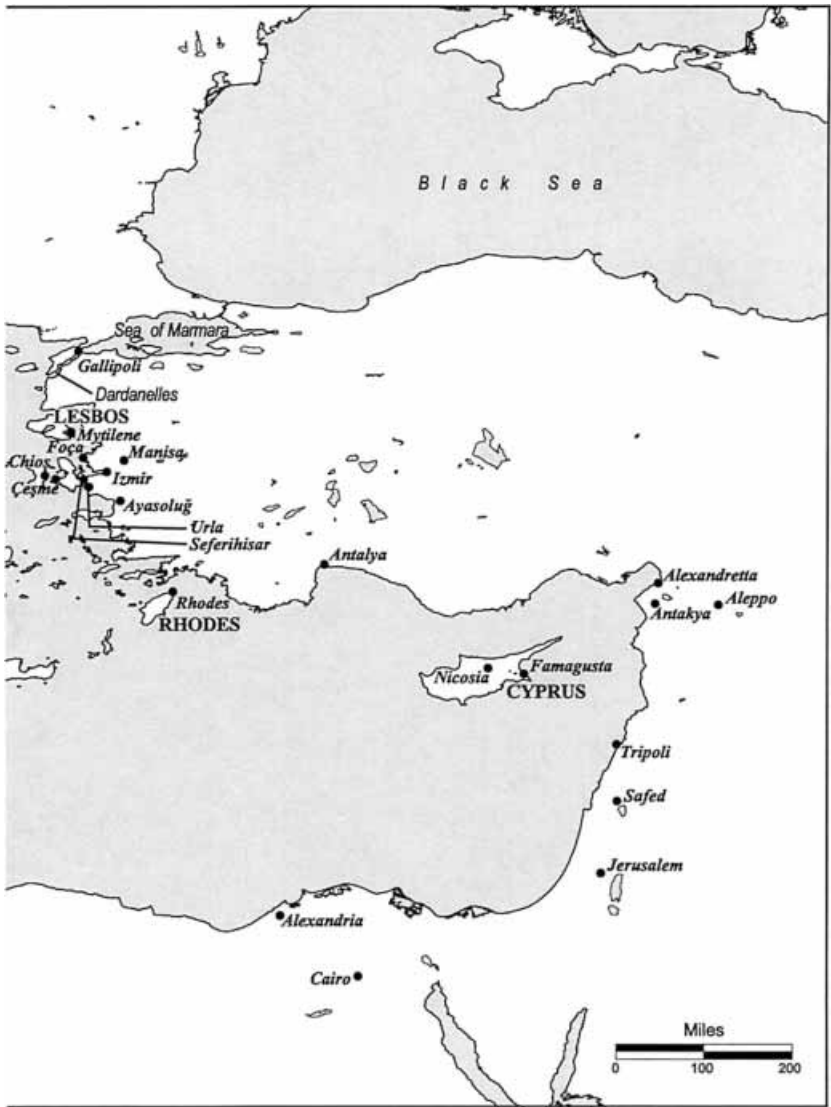 Black Sea
Sea of Marmara
Gallipoli
Dardanelles
LESBOS
Mytilene
Foça
Manisa
Chios
Izmir
Çeşme
Ayasoluğ
Urla
Seferihisar
Antalya
Alexandretta
Rhodes
Antakya
Aleppo
RHODES
Nicosia
Famagusta
CYPRUS
Tripoli
Safed
Jerusalem
Alexandria
Cairo
Miles
0 100 200